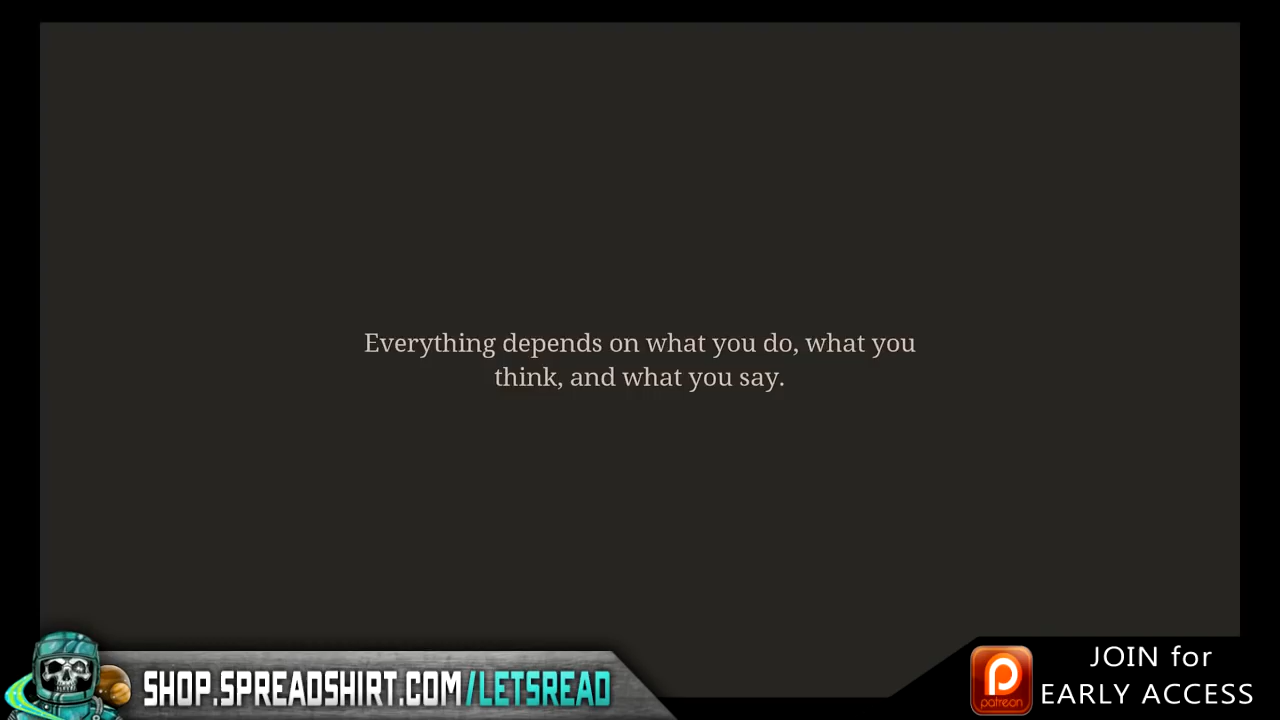 Everything depends on what you do, what you
think, and what you say.
SHOP.SPREADSHIRT.COM/LETSREAD
patreon
JOIN for
EARLY ACCESS